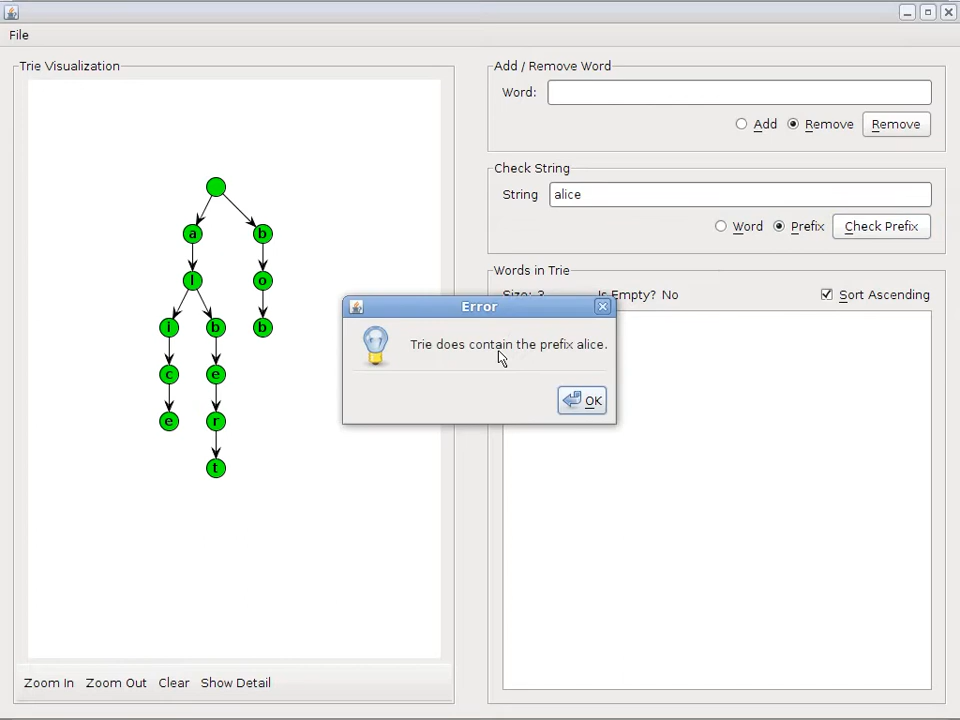 File
Trie Visualization
a
b
l
o
i
b
b
c
e
e
r
t
Zoom In Zoom Out Clear Show Detail
Add / Remove Word
Word:
Add Remove Remove
Check String
String alice
Word Prefix Check Prefix
Words in Trie
Size: 3 Is Empty? No Sort Ascending
Error
Trie does contain the prefix alice.
OK